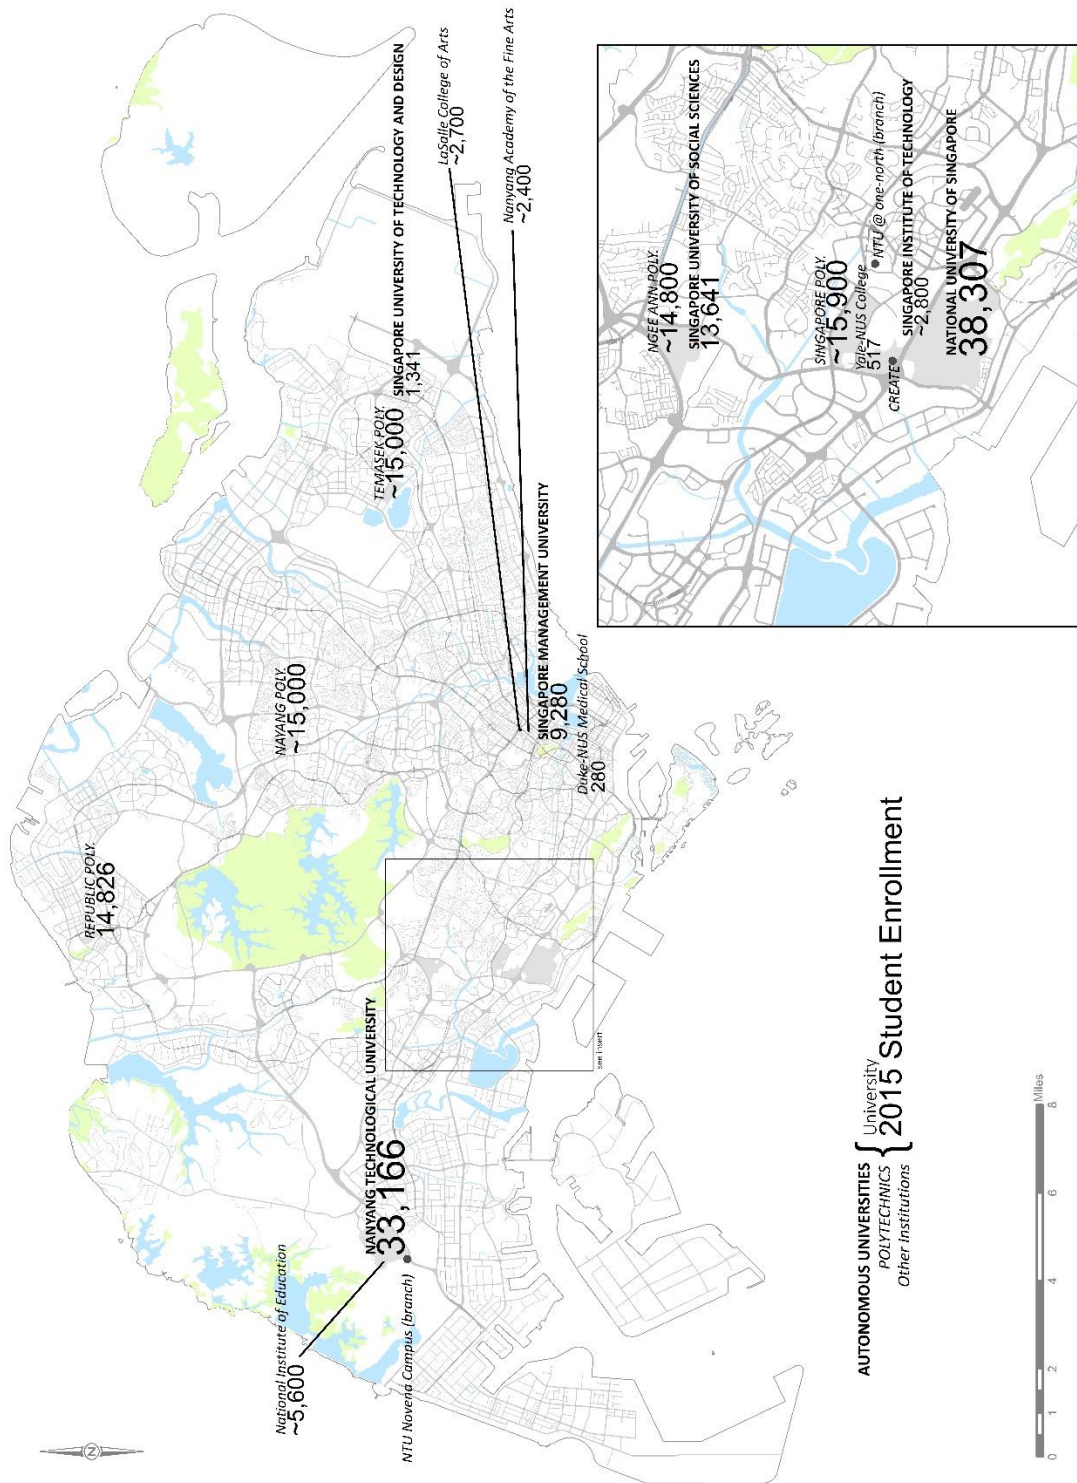 REPUBLIC POLY.
14,826
NAYANG POLY.
~15,000
TEMASEK POLY.
~15,000
SINGAPORE UNIVERSITY OF TECHNOLOGY AND DESIGN
1,341
LaSalle College of Arts
~2,700
Nanyang Academy of the Fine Arts
~2,400
National Institute of Education
~5,600
NANYANG TECHNOLOGICAL UNIVERSITY
33,166
NTU Novena Campus (branch)
SINGAPORE MANAGEMENT UNIVERSITY
9,280
Duke-NUS Medical School
280
see insert
NGEE ANN POLY.
~14,800
SINGAPORE UNIVERSITY OF SOCIAL SCIENCES
13,641
SINGAPORE POLY.
~15,900
Yale-NUS College
517
NTU @ one-north (branch)
CREATE
SINGAPORE INSTITUTE OF TECHNOLOGY
~2,800
NATIONAL UNIVERSITY OF SINGAPORE
38,307
AUTONOMOUS UNIVERSITIES
POLYTECHNICS
Other Institutions
{
University
2015 Student Enrollment
N
0 1 2 4 6 8
Miles